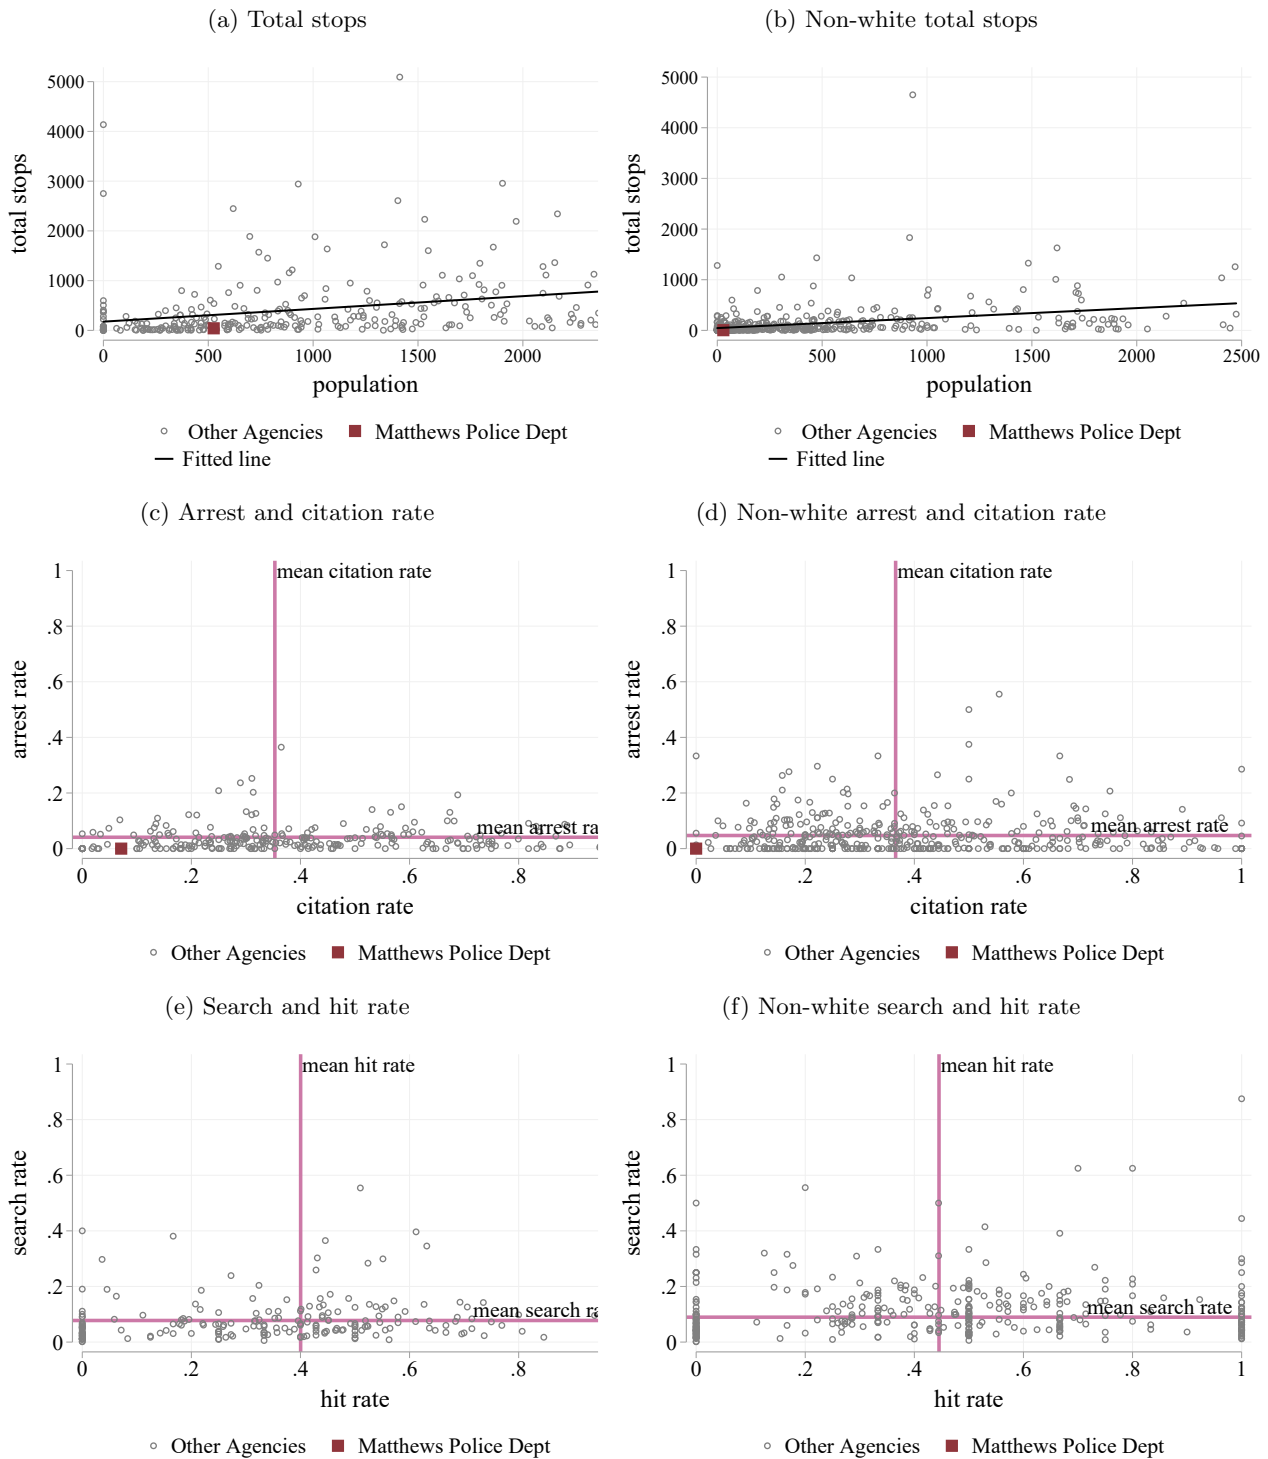 (a) Total stops
(b) Non-white total stops
total stops
5000
4000
3000
2000
1000
0
0 500 1000 1500 2000
population
Other Agencies Matthews Police Dept
Fitted line
total stops
5000
4000
3000
2000
1000
0
0 500 1000 1500 2000 2500
population
Other Agencies Matthews Police Dept
Fitted line
(c) Arrest and citation rate
(d) Non-white arrest and citation rate
arrest rate
1
.8
.6
.4
.2
0
mean citation rate
mean arrest ra
0 .2 .4 .6 .8
citation rate
Other Agencies Matthews Police Dept
arrest rate
1
.8
.6
.4
.2
0
mean citation rate
mean arrest rate
0 .2 .4 .6 .8 1
citation rate
Other Agencies Matthews Police Dept
(e) Search and hit rate
(f) Non-white search and hit rate
search rate
1
.8
.6
.4
.2
0
mean hit rate
mean search ra
0 .2 .4 .6 .8
hit rate
Other Agencies Matthews Police Dept
search rate
1
.8
.6
.4
.2
0
mean hit rate
mean search rate
0 .2 .4 .6 .8 1
hit rate
Other Agencies Matthews Police Dept